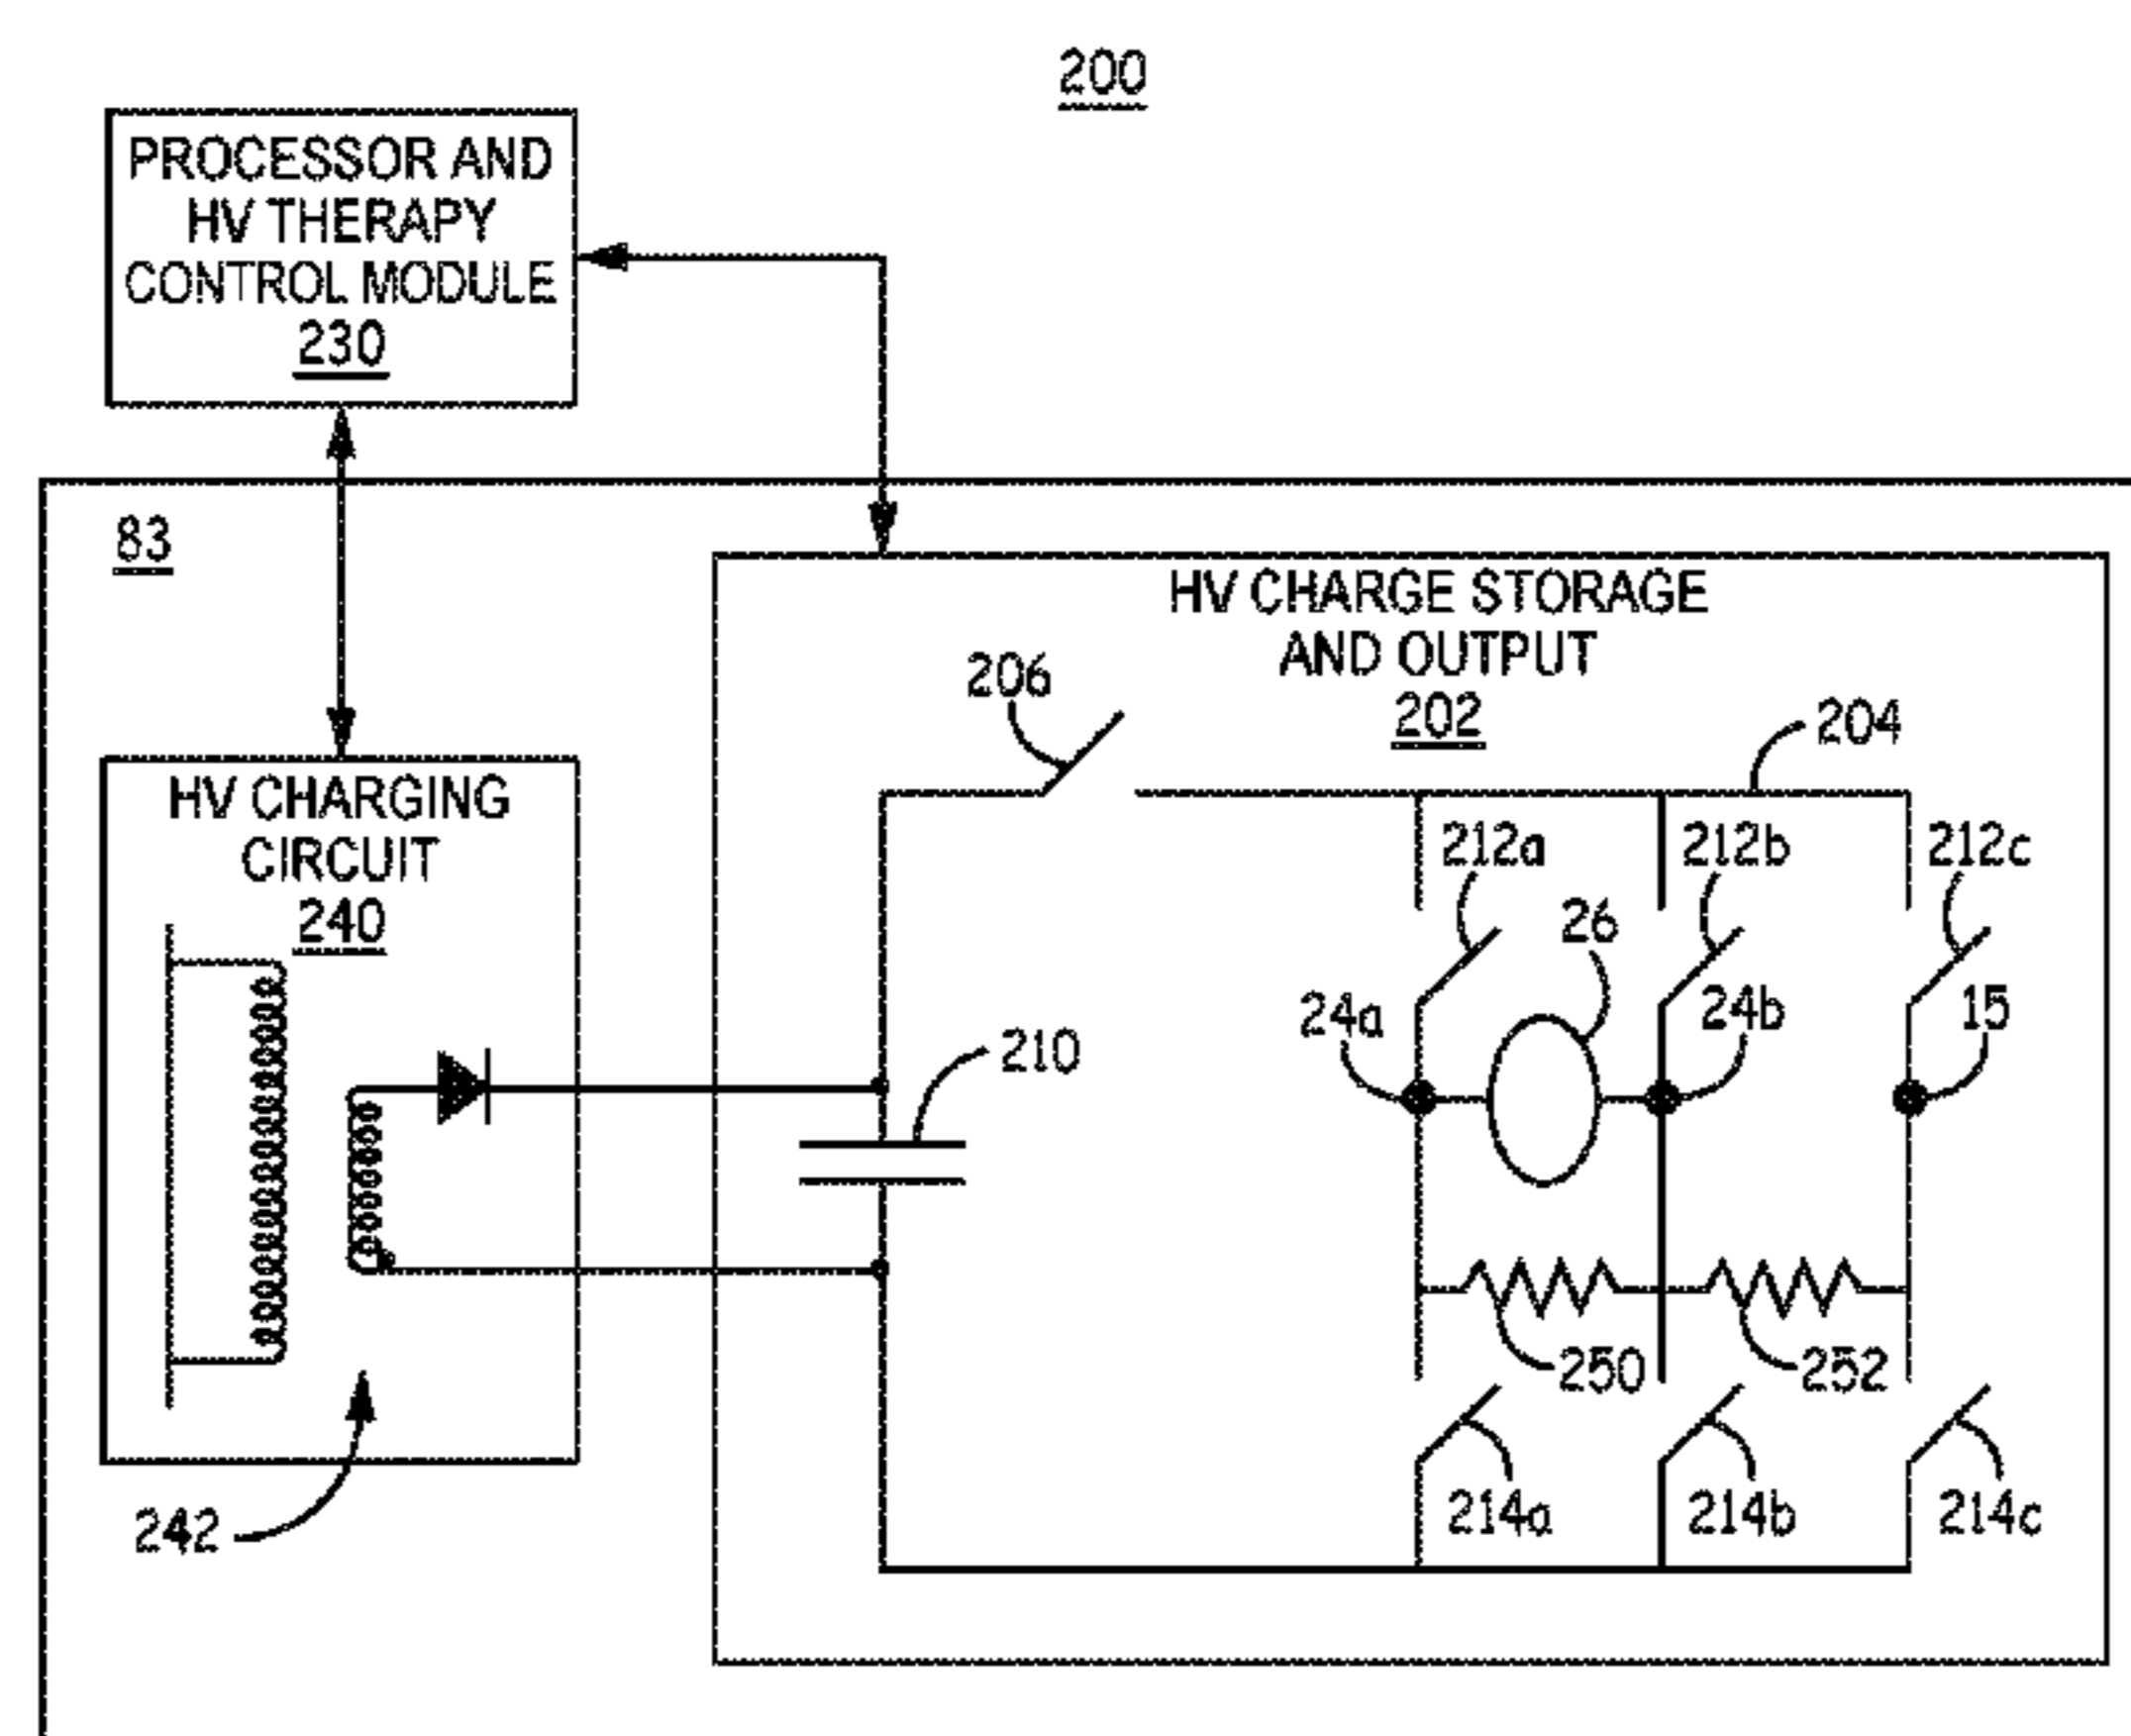 200
PROCESSOR AND
HV THERAPY
CONTROL MODULE
230
83
HV CHARGE STORAGE
AND OUTPUT
202
206
204
HV CHARGING
CIRCUIT
240
212a
212b
212c
26
24a
24b
15
210
250
252
242
214a
214b
214c